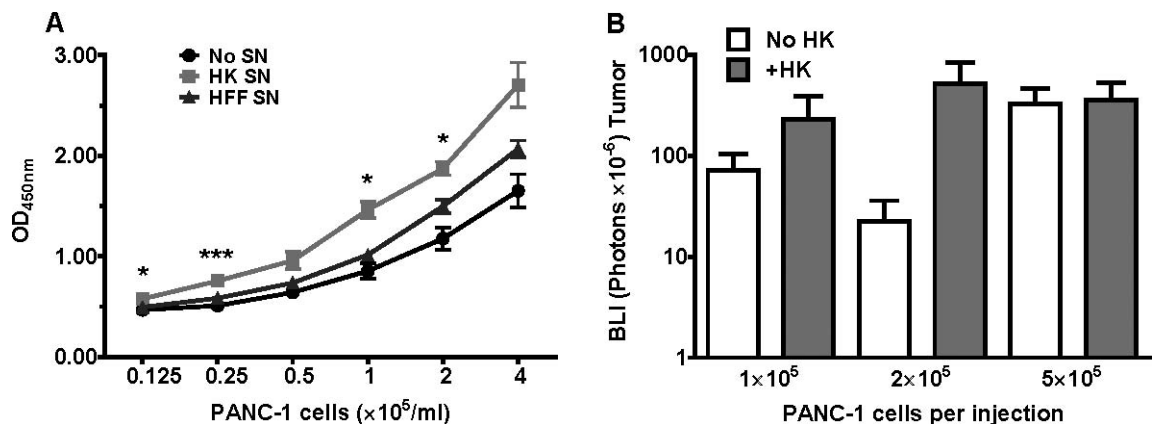 A
No SN
HK SN
HFF SN
3.00
2.00
1.00
0.00
OD450nm
*
***
*
*
0.125 0.25 0.5 1 2 4
PANC-1 cells (×10⁵/ml)
B
No HK
+HK
1000
100
10
1
BLI (Photons ×10⁻⁶) Tumor
1×10⁵ 2×10⁵ 5×10⁵
PANC-1 cells per injection